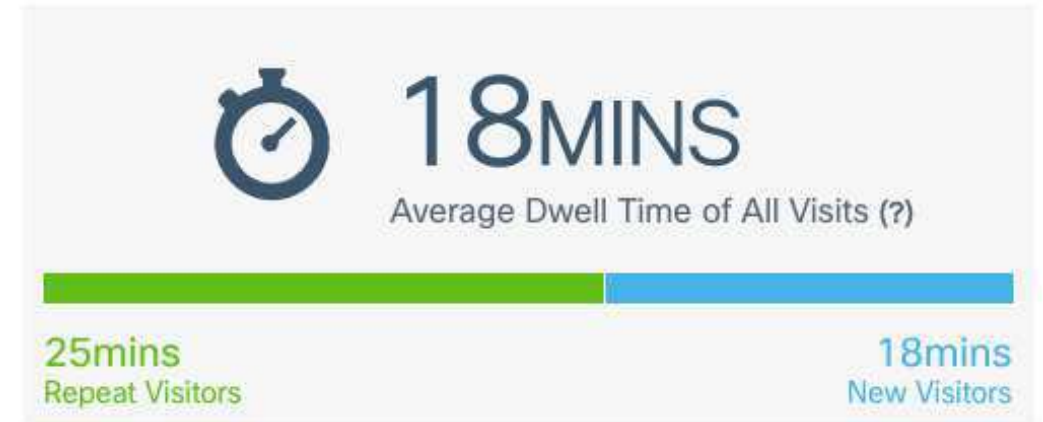 18MINS
Average Dwell Time of All Visits (?)
25mins
18mins
Repeat Visitors
New Visitors